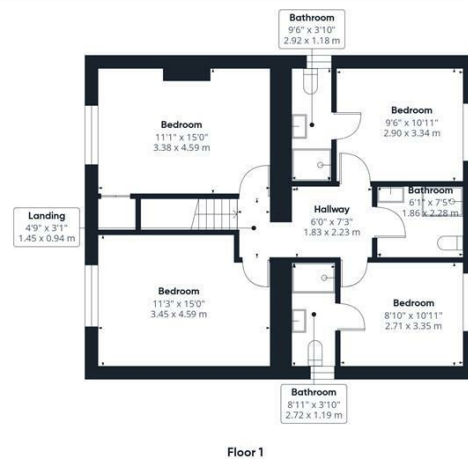 Bathroom
9'6" x 3'10"
2.92 x 1.18 m
Bedroom
11'1" x 15'0"
3.38 x 4.59 m
Bedroom
9'6" x 10'11"
2.90 x 3.34 m
Landing
4'9" x 3'1"
1.45 x 0.94 m
Hallway
6'0" x 7'3"
1.83 x 2.23 m
Bathroom
6'1" x 7'5"
1.86 x 2.28 m
Bedroom
11'3" x 15'0"
3.45 x 4.59 m
Bedroom
8'10" x 10'11"
2.71 x 3.35 m
Bathroom
8'11" x 3'10"
2.72 x 1.19 m
Floor 1